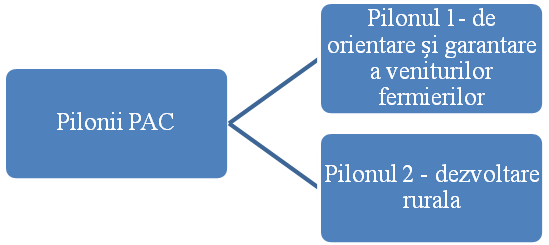 Pilonii PAC
Pilonul 1- de
orientare și garantare
a veniturilor
fermierilor
Pilonul 2 - dezvoltare
rurala